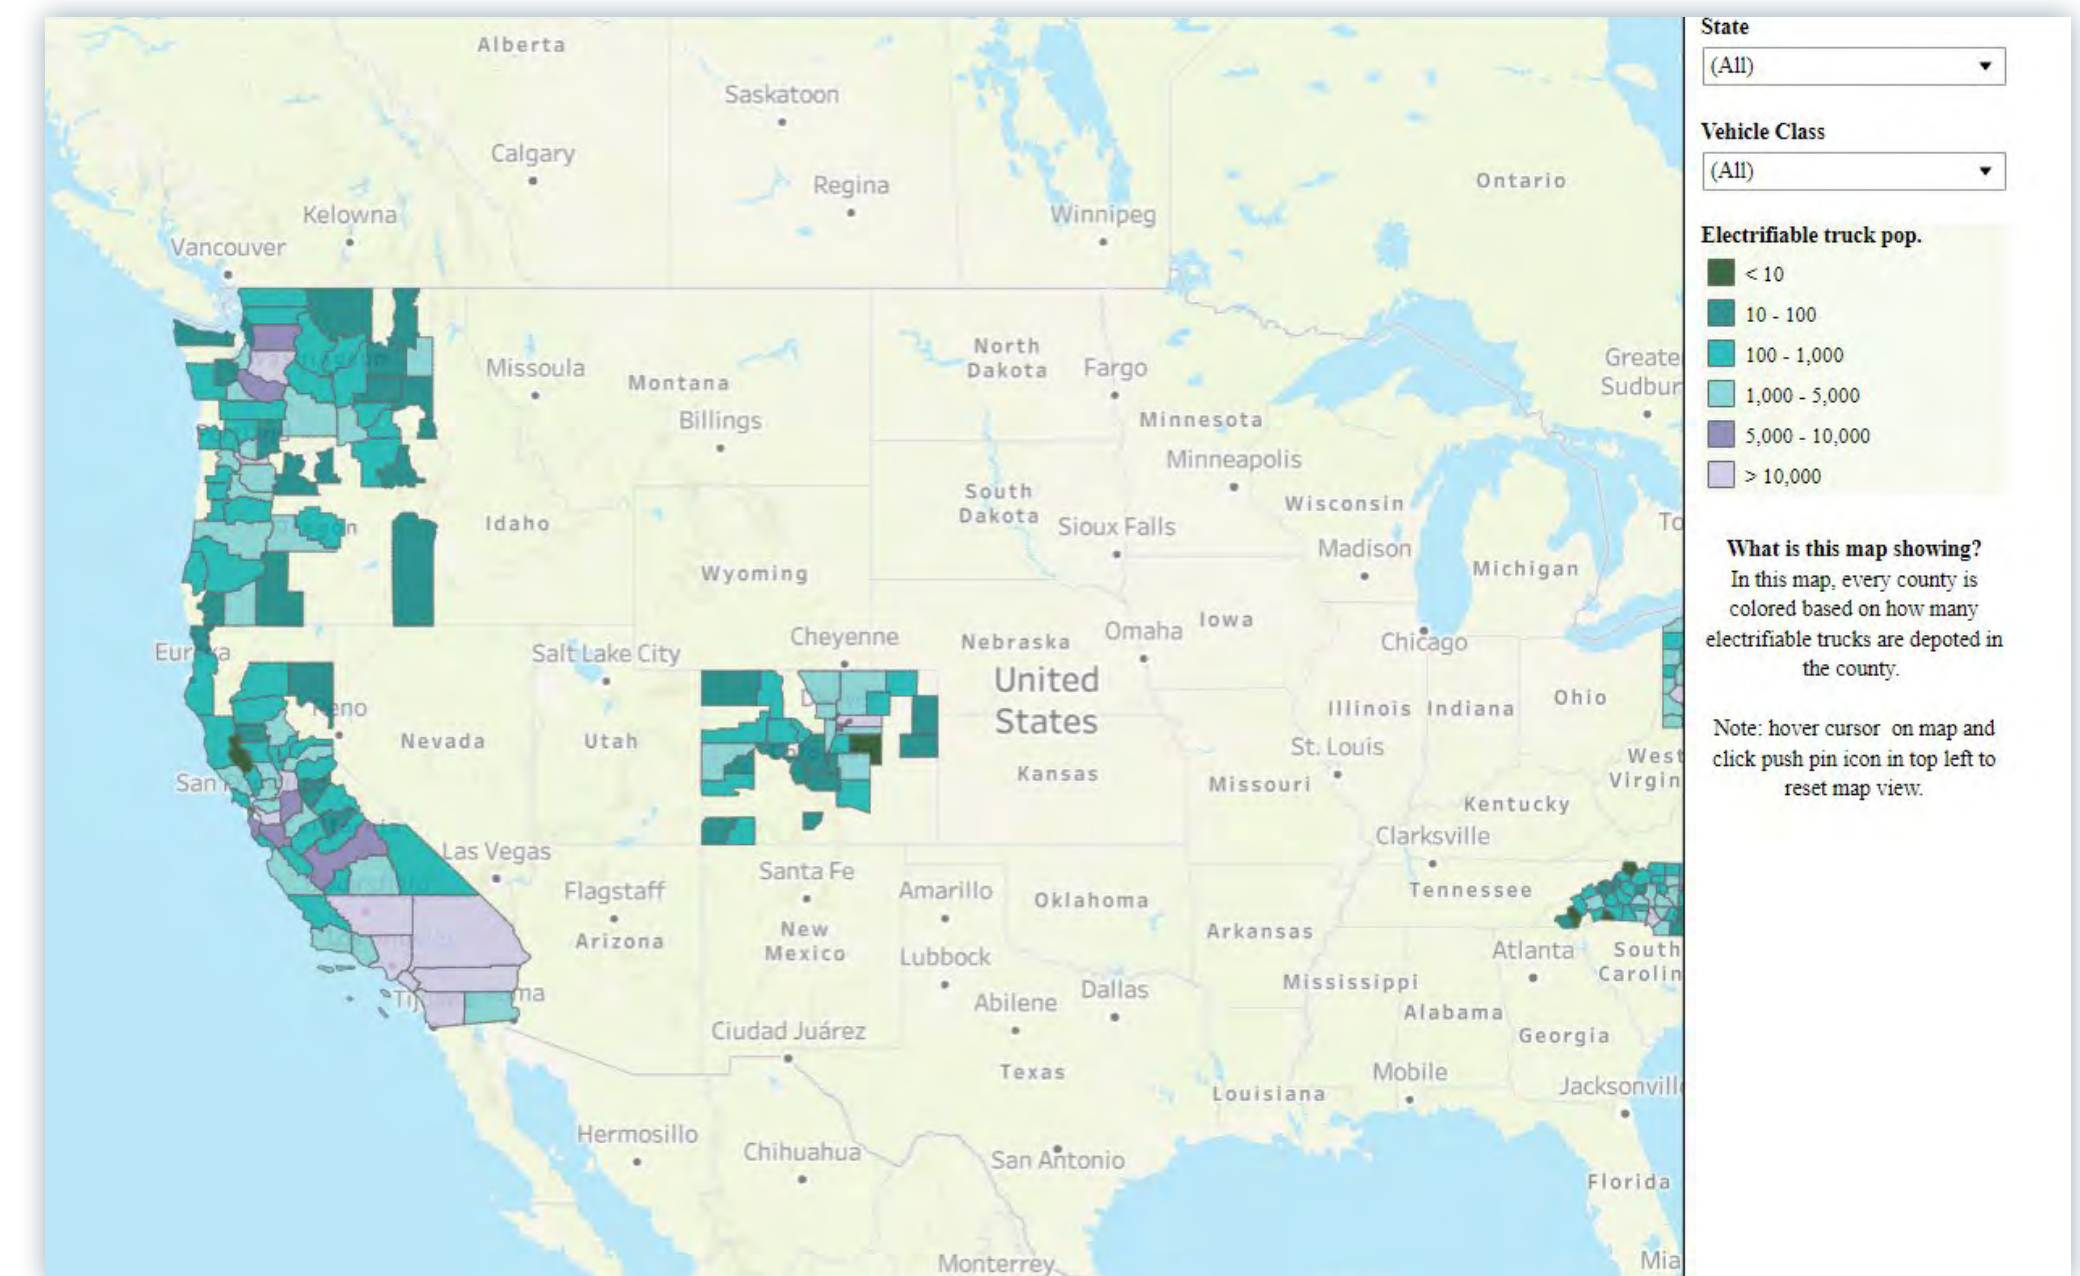 Alberta
Saskatoon
Calgary
Regina
Ontario
Kelowna
Winnipeg
Vancouver
North
Dakota
Fargo
Missoula
Montana
Billings
Minnesota
Greate
Sudbur
Minneapolis
South
Dakota
Sioux Falls
Wisconsin
Idaho
Madison
Michigan
Wyoming
Iowa
Cheyenne
Nebraska
Omaha
Chicago
Salt Lake City
United
States
Illinois
Indiana
Ohio
Nevada
Utah
St. Louis
Kansas
Missouri
West
Virgin
Kentucky
Clarksville
Las Vegas
Santa Fe
Flagstaff
Amarillo
Oklahoma
Tennessee
Arizona
New
Mexico
Lubbock
Arkansas
Atlanta
South
Carolin
Mississippi
Abilene
Dallas
Alabama
Georgia
Ciudad Juárez
Texas
Mobile
Louisiana
Jacksonvill
Hermosillo
Chihuahua
San Antonio
Florida
Monterrey
Mia
State
(All)
Vehicle Class
(All)
Electrifiable truck pop.
< 10
10 - 100
100 - 1,000
1,000 - 5,000
5,000 - 10,000
> 10,000
What is this map showing?
In this map, every county is
colored based on how many
electrifiable trucks are depoted in
the county.
Note: hover cursor on map and
click push pin icon in top left to
reset map view.